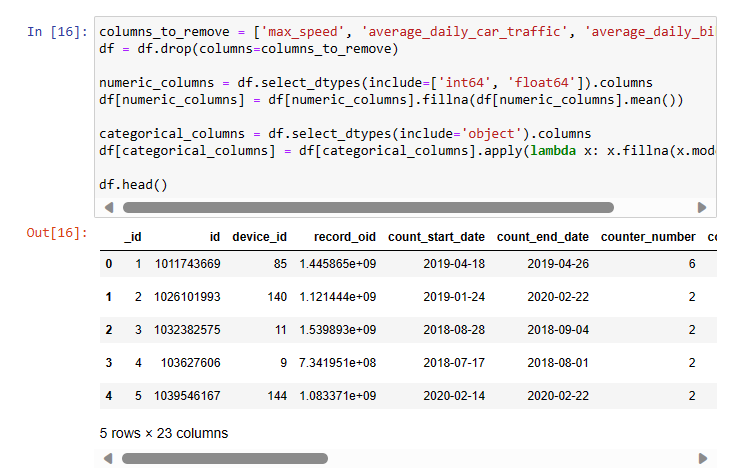 In [16]: columns_to_remove = ['max_speed', 'average_daily_car_traffic', 'average_daily_bi
df = df.drop(columns=columns_to_remove)
numeric_columns = df.select_dtypes(include=['int64', 'float64']).columns
df[numeric_columns] = df[numeric_columns].fillna(df[numeric_columns].mean())
categorical_columns = df.select_dtypes(include='object').columns
df[categorical_columns] = df[categorical_columns].apply(lambda x: x.fillna(x.mod
df.head()
Out[16]:
_id id device_id record_oid count_start_date count_end_date counter_number
0 1 1011743669 85 1.445865e+09 2019-04-18 2019-04-26 6
1 2 1026101993 140 1.121444e+09 2019-01-24 2020-02-22 2
2 3 1032382575 11 1.539893e+09 2018-08-28 2018-09-04 2
3 4 103627606 9 7.341951e+08 2018-07-17 2018-08-01 2
4 5 1039546167 144 1.083371e+09 2020-02-14 2020-02-22 2
5 rows × 23 columns